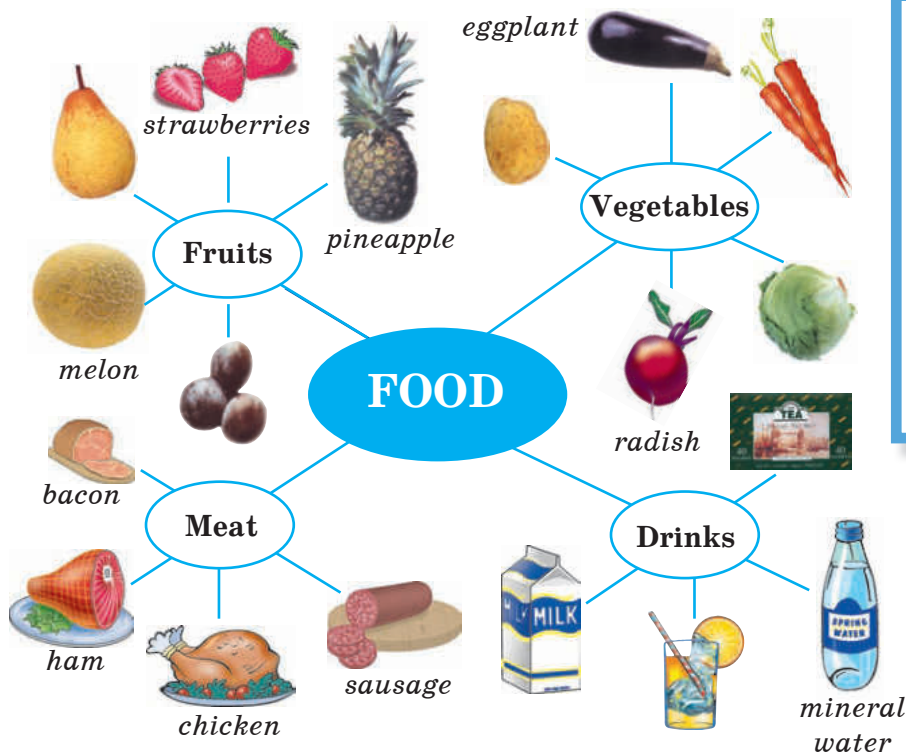 eggplant
strawberries
Vegetables
pineapple
Fruits
melon
FOOD
TEA
radish
bacon
Meat
Drinks
MILK
SPRING
WATER
ham
sausage
chicken
mineral
water